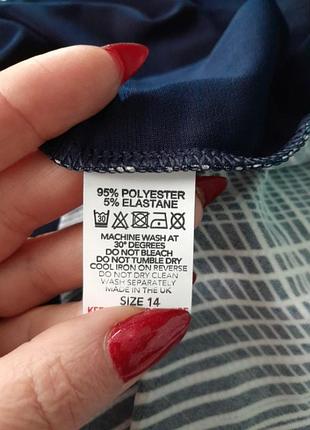 95% POLYESTER
5% ELASTANE
30
MACHINE WASH AT
30° DEGREES
DO NOT BLEACH
DO NOT TUMBLE DRY
COOL IRON ON REVERSE
DO NOT DRY CLEAN
WASH SEPARATELY
MADE IN THE UK
SIZE 14